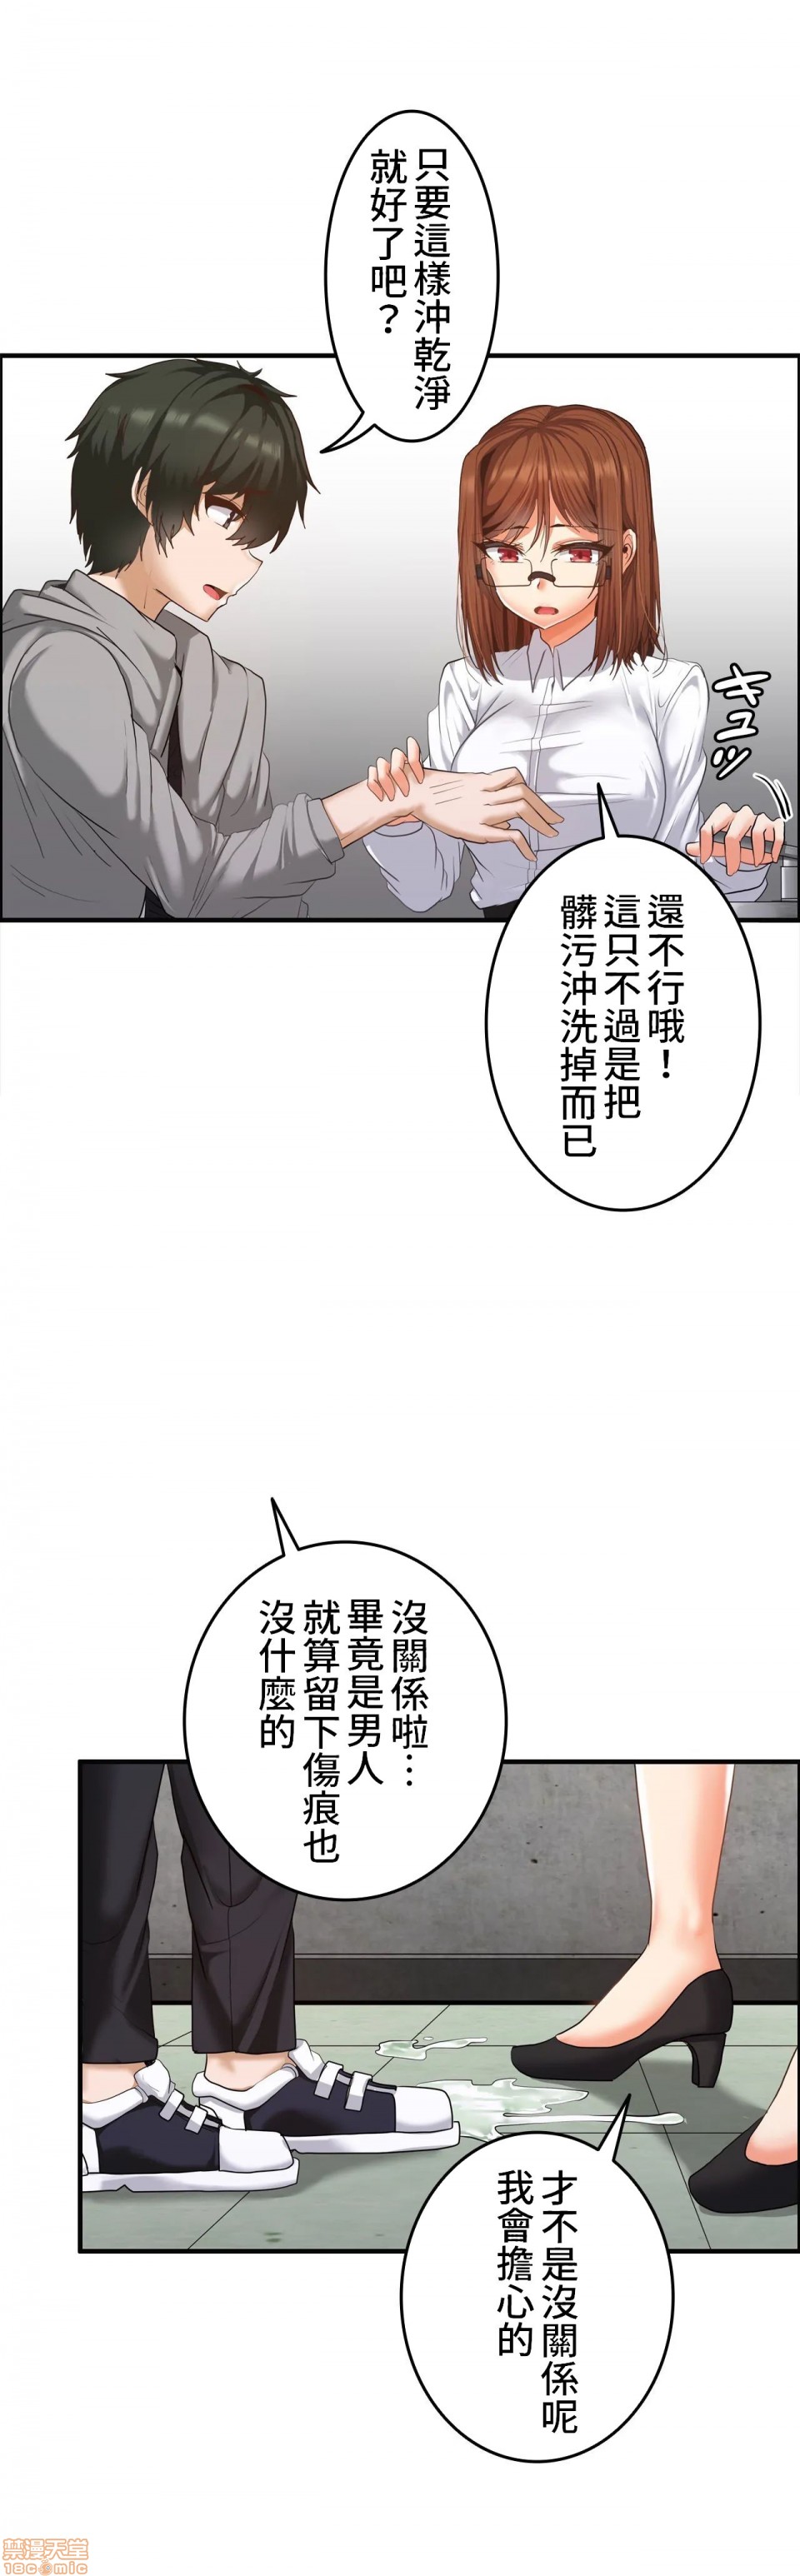 只要這樣沖乾淨
就好了吧？
キュッ
還不行哦！
這只不過是把
髒污沖洗掉而已
沒關係啦…
畢竟是男人
就算留下傷痕也
沒什麼的
才不是沒關係呢
我會擔心的
禁漫天堂
18comic